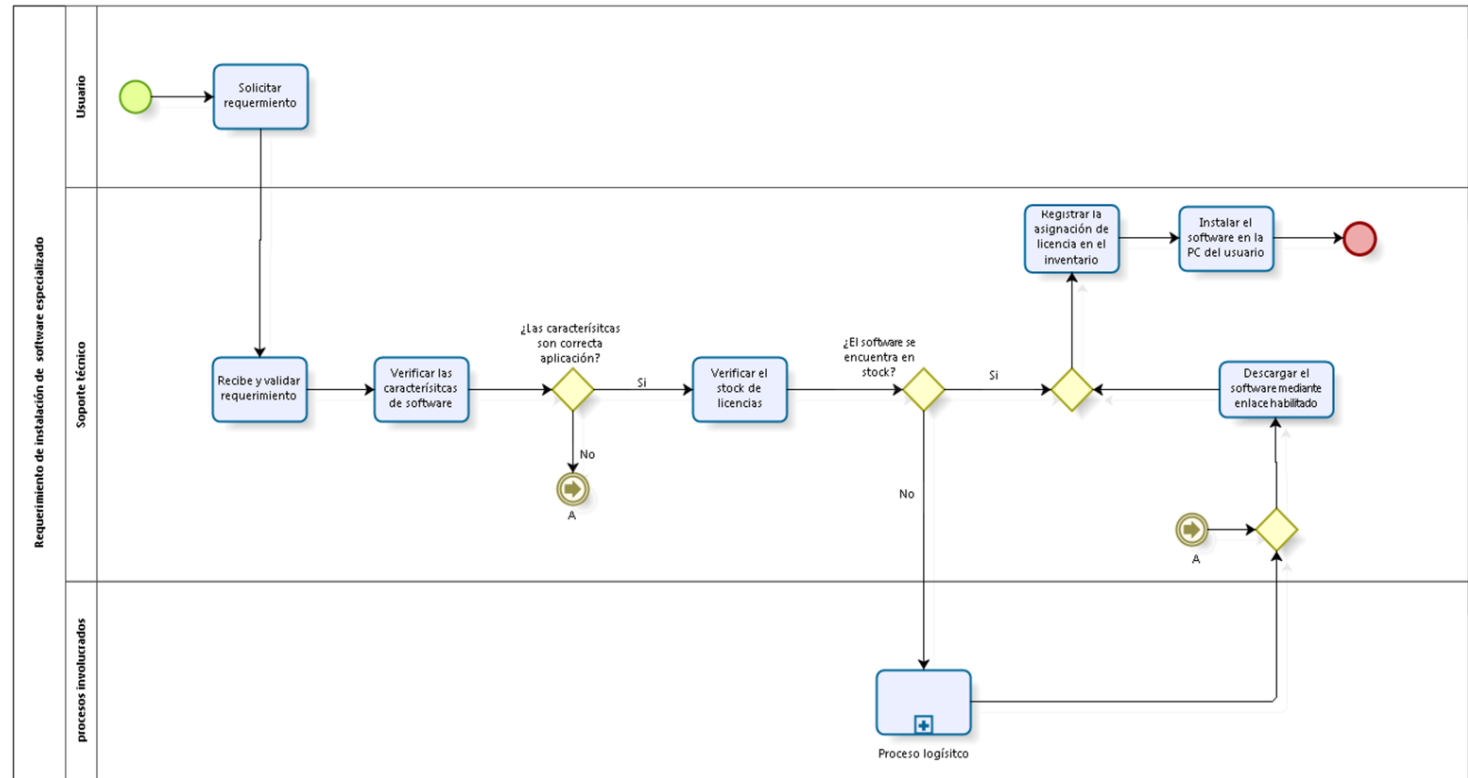 Requerimiento de instalación de software especializado
Usuario
Solicitar
requermiento
Soporte técnico
Registrar la
asignación de
licencia en el
inventario
Instalar el
software en la
PC del usuario
¿Las caracterísitcas
son correcta
aplicación?
¿El software se
encuentra en
stock?
Recibe y validar
requerimiento
Verificar las
caracterísitcas
de software
Si
Verificar el
stock de
licencias
Si
Descargar el
software mediante
enlace habilitado
No
A
No
A
procesos involucrados
Proceso logísitco